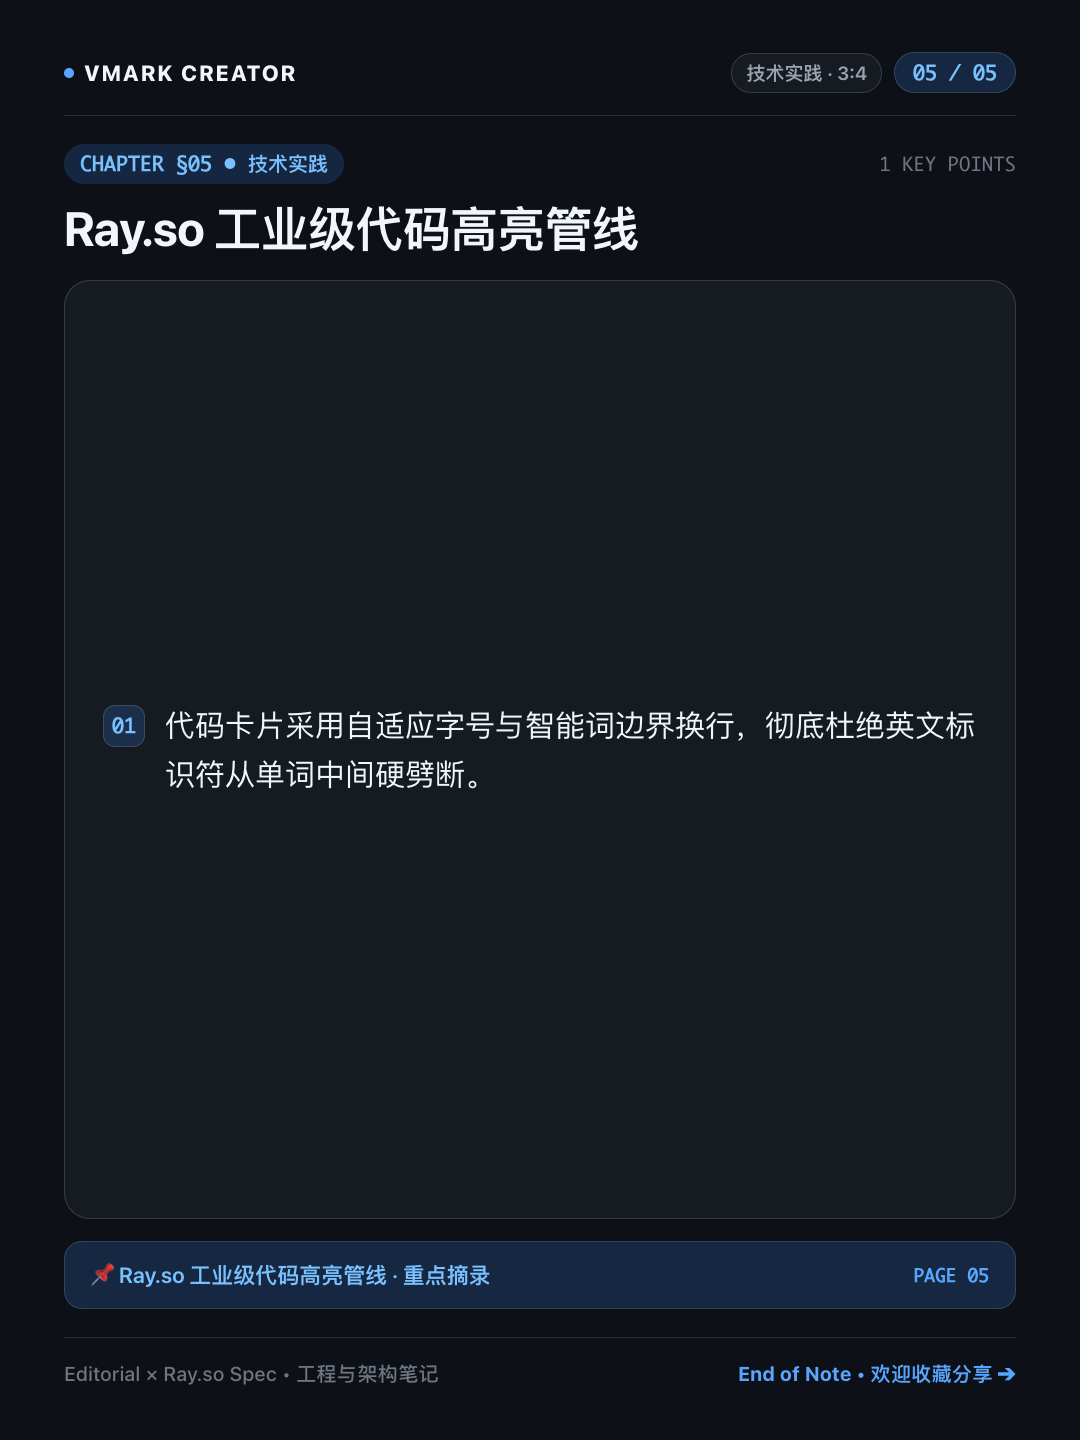 VMARK CREATOR
技术实践 · 3:4
05 / 05
CHAPTER §05 ● 技术实践
1 KEY POINTS
Ray.so 工业级代码高亮管线
01
代码卡片采用自适应字号与智能词边界换行，彻底杜绝英文标
识符从单词中间硬劈断。
📌 Ray.so 工业级代码高亮管线 · 重点摘录
PAGE 05
Editorial × Ray.so Spec • 工程与架构笔记
End of Note • 欢迎收藏分享 ➔